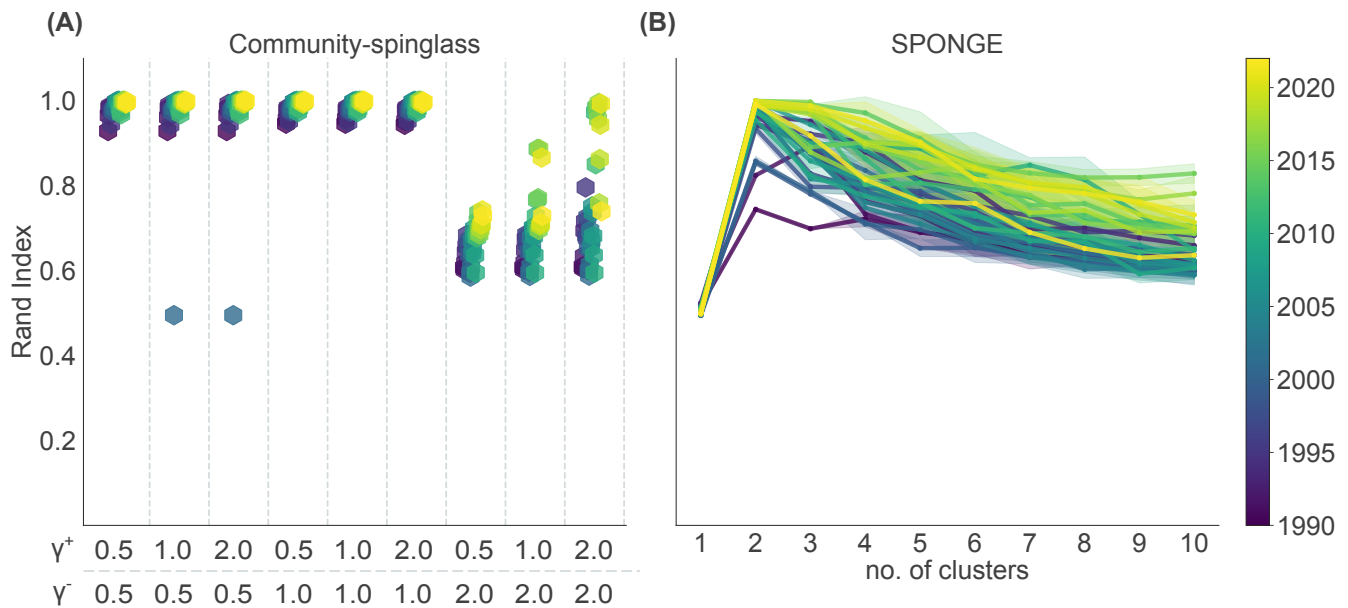 (A)
Community-spinglass
Rand Index
1.0
0.8
0.6
0.4
0.2
γ+ 0.5 1.0 2.0 0.5 1.0 2.0 0.5 1.0 2.0
γ- 0.5 0.5 0.5 1.0 1.0 1.0 2.0 2.0 2.0
(B)
SPONGE
1 2 3 4 5 6 7 8 9 10
no. of clusters
2020
2015
2010
2005
2000
1995
1990